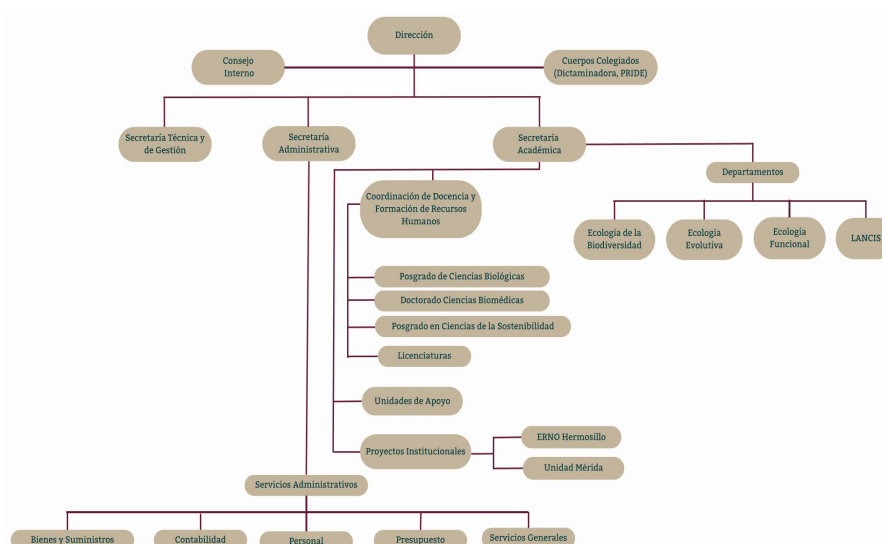 Dirección
Consejo
Interno
Cuerpos Colegiados
(Dictaminadora, PRIDE)
Secretaría Técnica y
de Gestión
Secretaría
Administrativa
Secretaría
Académica
Departamentos
Coordinación de Docencia y
Formación de Recursos
Humanos
Ecología de la
Biodiversidad
Ecología
Evolutiva
Ecología
Funcional
LANCIS
Posgrado de Ciencias Biológicas
Doctorado Ciencias Biomédicas
Posgrado en Ciencias de la Sostenibilidad
Licenciaturas
Unidades de Apoyo
Proyectos Institucionales
ERNO Hermosillo
Unidad Mérida
Servicios Administrativos
Bienes y Suministros
Contabilidad
Personal
Presupuesto
Servicios Generales